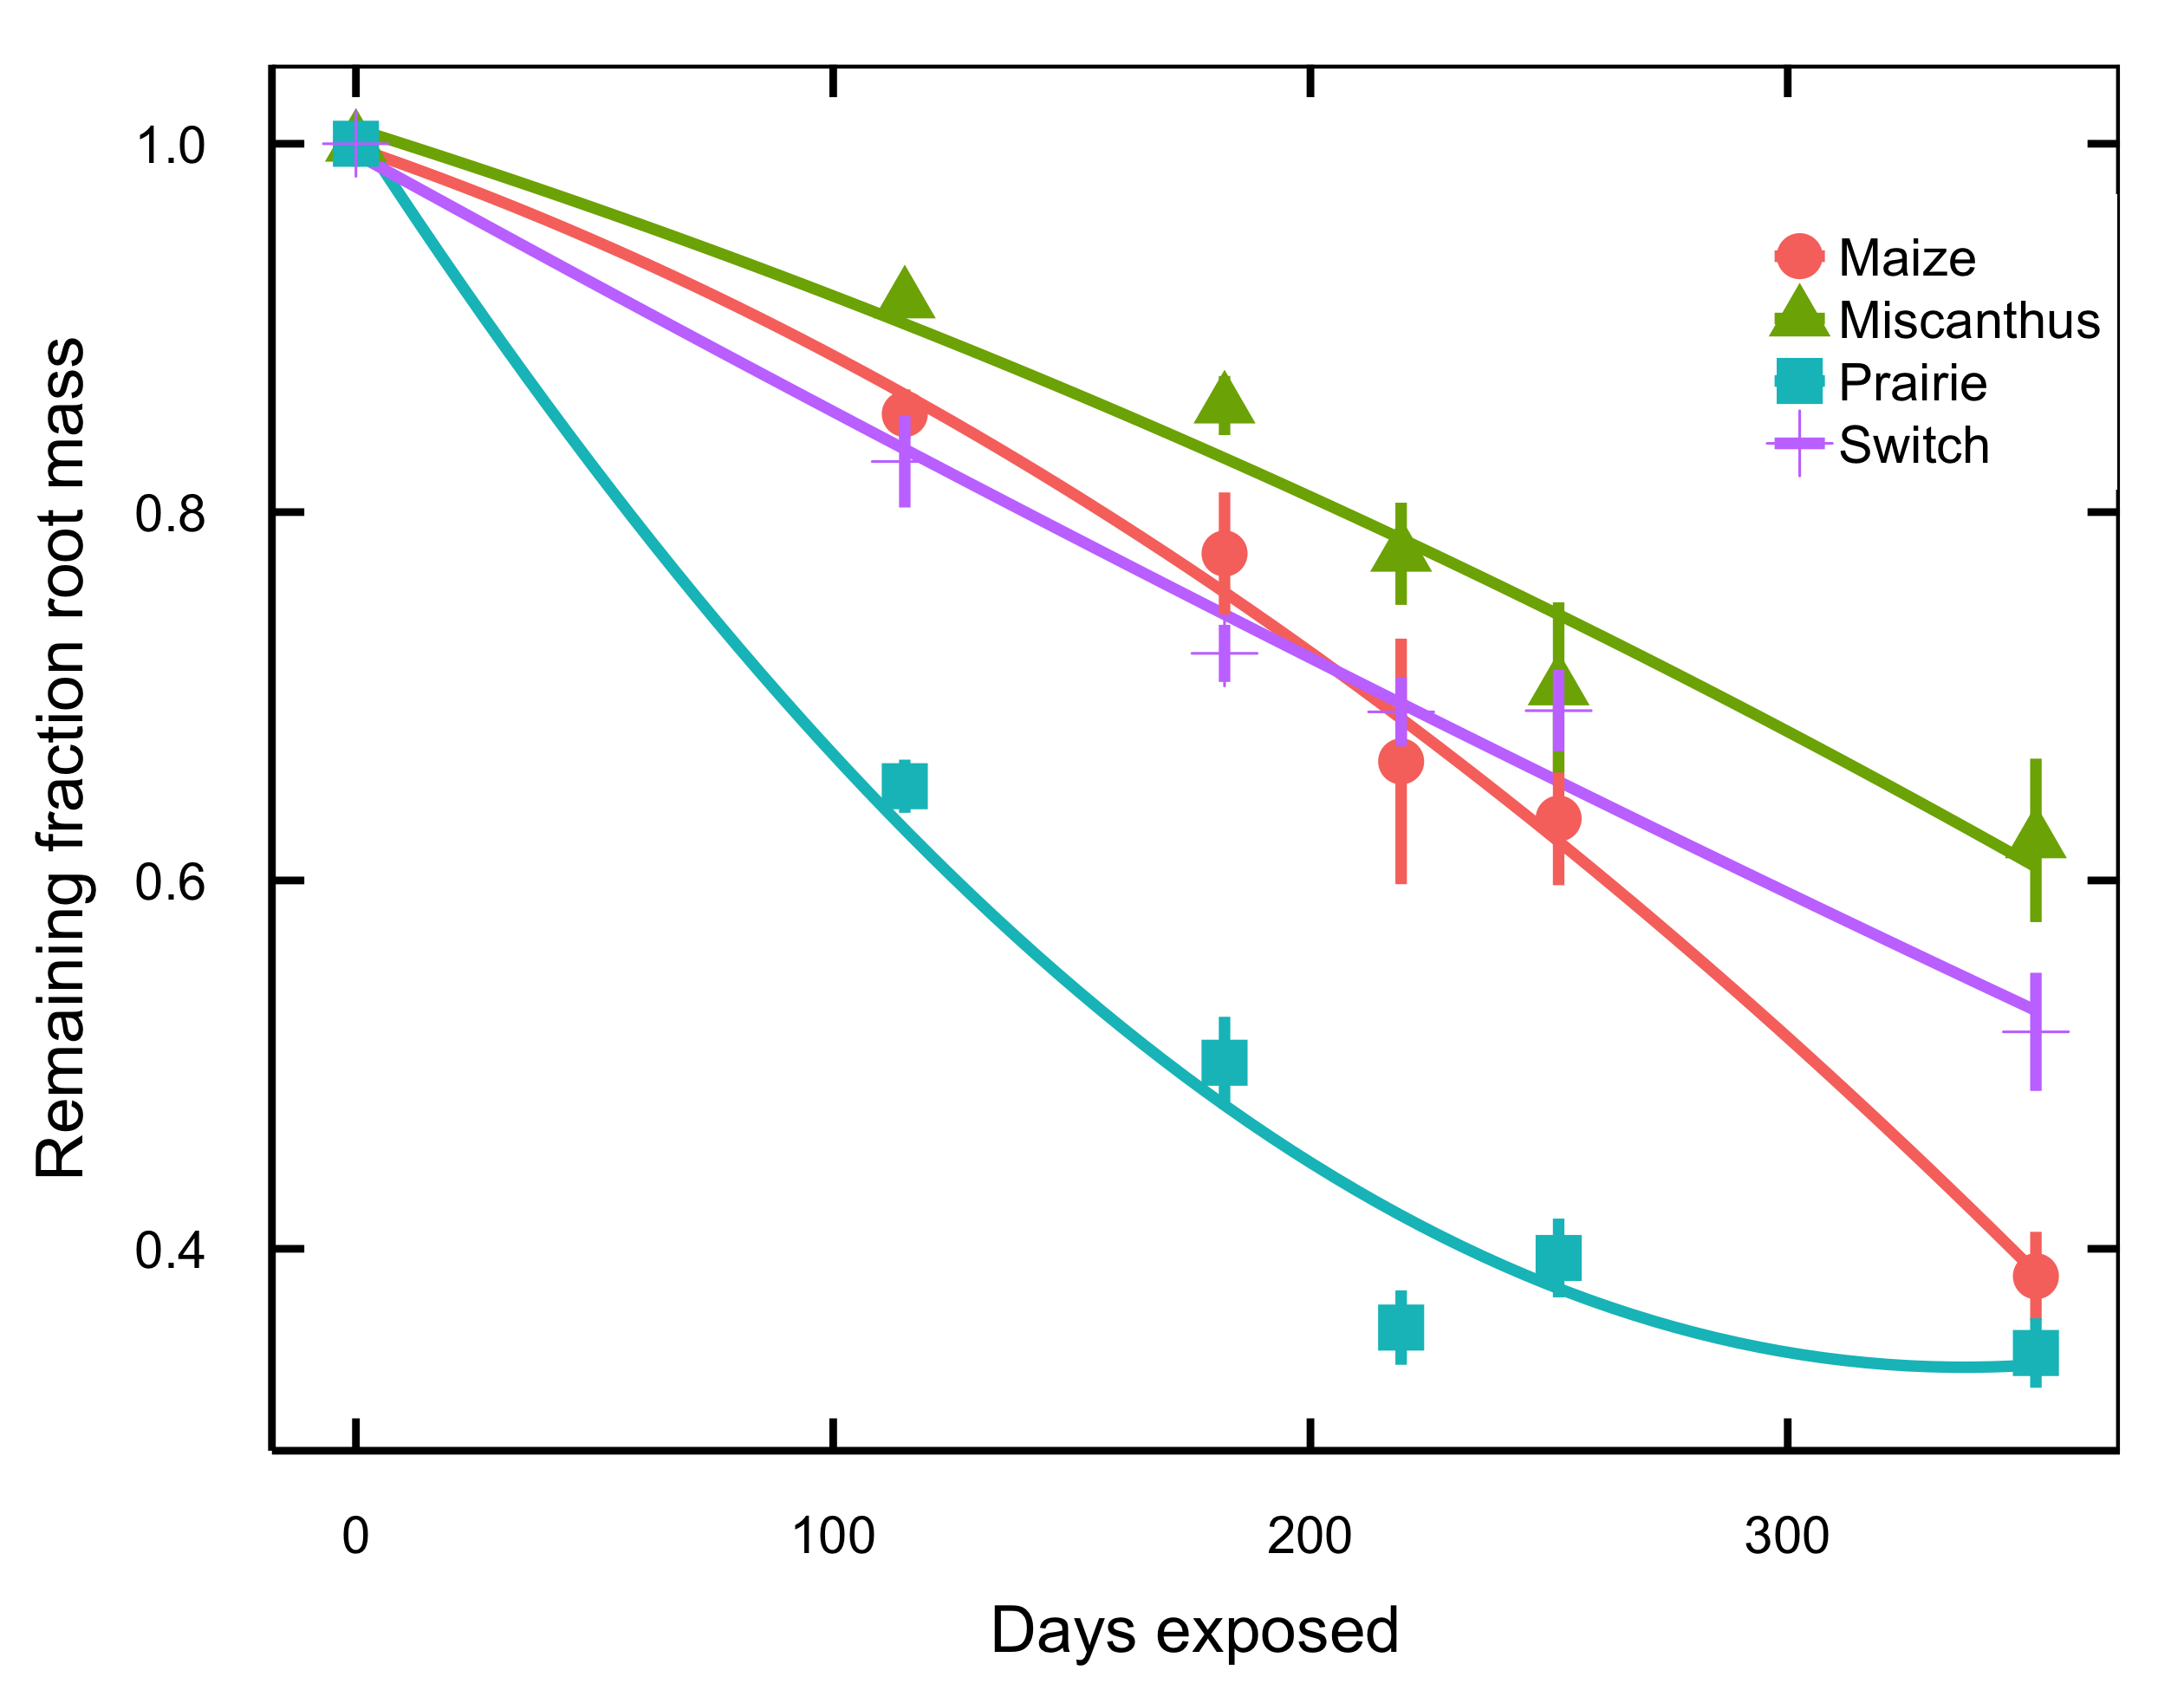 Remaining fraction root mass
1.0
0.8
0.6
0.4
Maize
Miscanthus
Prairie
Switch
0 100 200 300
Days exposed